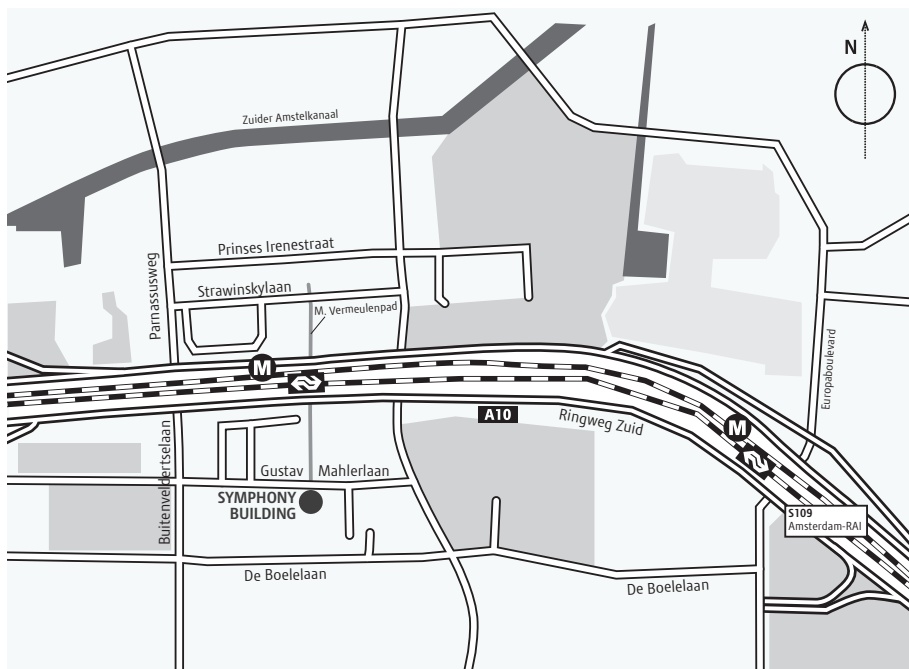 N
Zuider Amstelkanaal
Prinses Irenestraat
Parnassusweg
Strawinskylaan
M. Vermeulenpad
Europaboulevard
M
A10
Ringweg Zuid
M
Buitenveldertselaan
Gustav Mahlerlaan
SYMPHONY
BUILDING
S109
Amsterdam-RAI
De Boelelaan
De Boelelaan